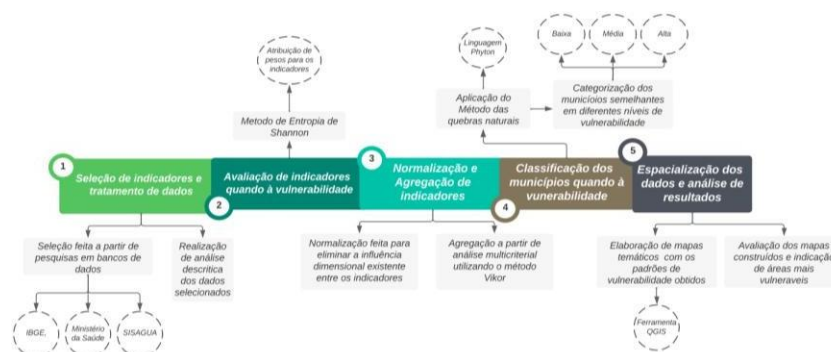 Atribuição de
pesos para os
indicadores
Metodo de Entropia de
Shannon
Linguagem
Phyton
Baixa
Média
Alta
Aplicação do
Método das
quebras naturais
Categorização dos
municípios semelhantes
em diferentes níveis de
vulnerabilidade
1
Seleção de indicadores e
tratamento de dados
2
Avaliação de indicadores
quando à vulnerabilidade
3
Normalização e
Agregação de
indicadores
4
Classificação dos
municípios quando à
vunerabilidade
5
Espacialização dos
dados e análise de
resultados
Seleção feita a partir de
pesquisas em bancos de
dados
Realização
de análise
descritica
dos dados
selecionados
Normalização feita para
eliminar a influência
dimensional existente
entre os indicadores
Agregação a partir de
análise multicriterial
utilizando o método
Vikor
Elaboração de mapas
temáticos com os
padrões de
vulnerabilidade obtidos
Avaliação dos mapas
construídos e indicação
de áreas mais
vulneraveis
IBGE,
Ministério
da Saúde
SISAGUA
Ferramenta
QGIS